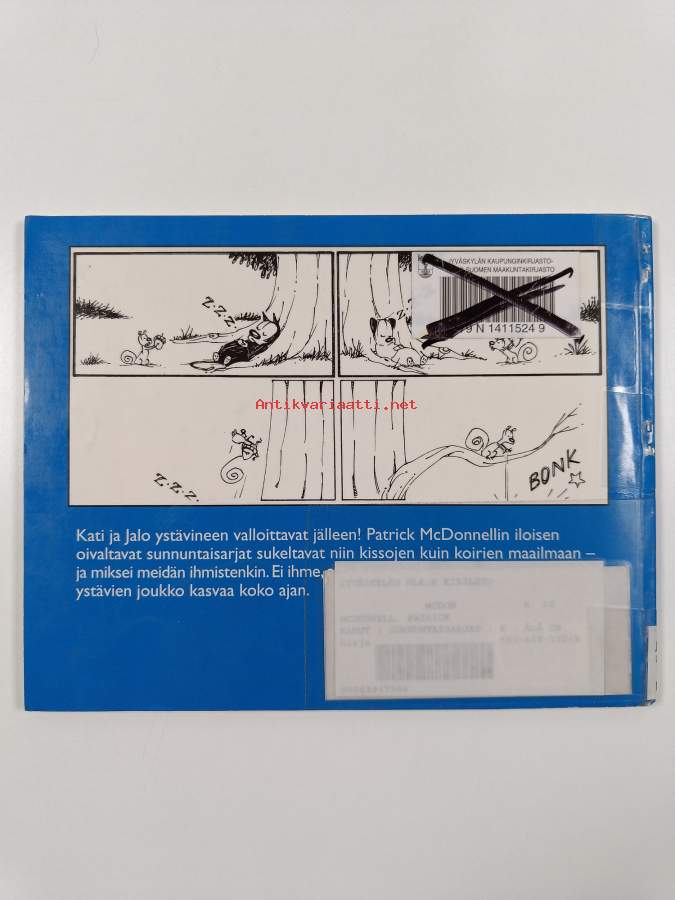 JYVÄSKYLÄN KAUPUNGINKIRJASTO-
SUOMEN MAAKUNTAKIRJASTO
9 N 1411524 9
Z.Z.Z
Z.Z.Z
Antikvariaatti.net
Z.Z.Z.
BONK
Kati ja Jalo ystävineen valloittavat jälleen! Patrick McDonnellin iloisen
oivaltavat sunnuntaisarjat sukeltavat niin kissojen kuin koirien maailmaan –
ja miksei meidän ihmistenkin. Ei ihme,
ystävien joukko kasvaa koko ajan.
MCDONNELL, PATRICK